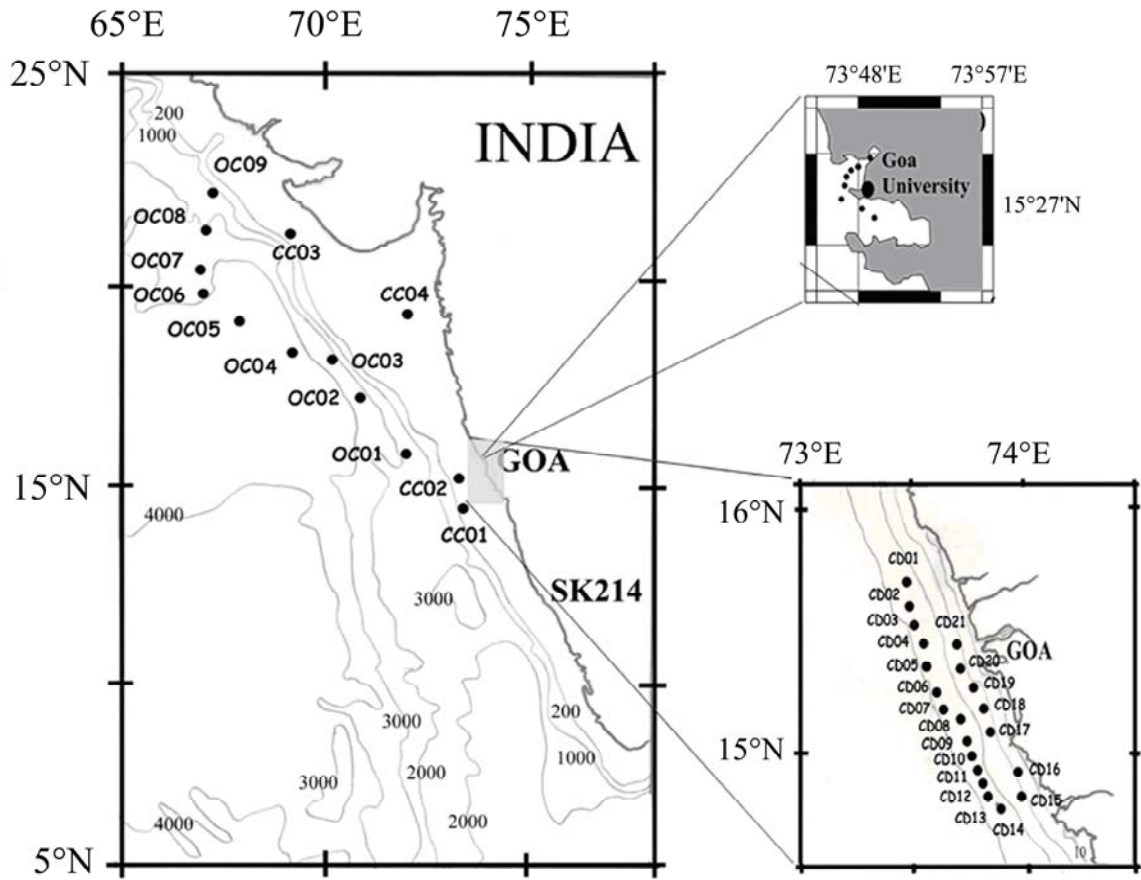 65°E 70°E 75°E
25°N
200
1000
INDIA
OC09
OC08
CC03
OC07
OC06
CC04
OC05
OC04
OC03
OC02
OC01
GOA
15°N
CC02
4000
CC01
3000
SK214
200
3000
1000
2000
3000
2000
4000
5°N
73°48'E 73°57'E
)
Goa
University
15°27'N
73°E 74°E
16°N
CD01
CD02
CD03
CD21
CD04
GOA
CD20
CD05
CD19
CD06
CD18
CD07
CD08
CD17
CD09
15°N
CD10
CD16
CD11
CD12
CD15
CD13
CD14
10